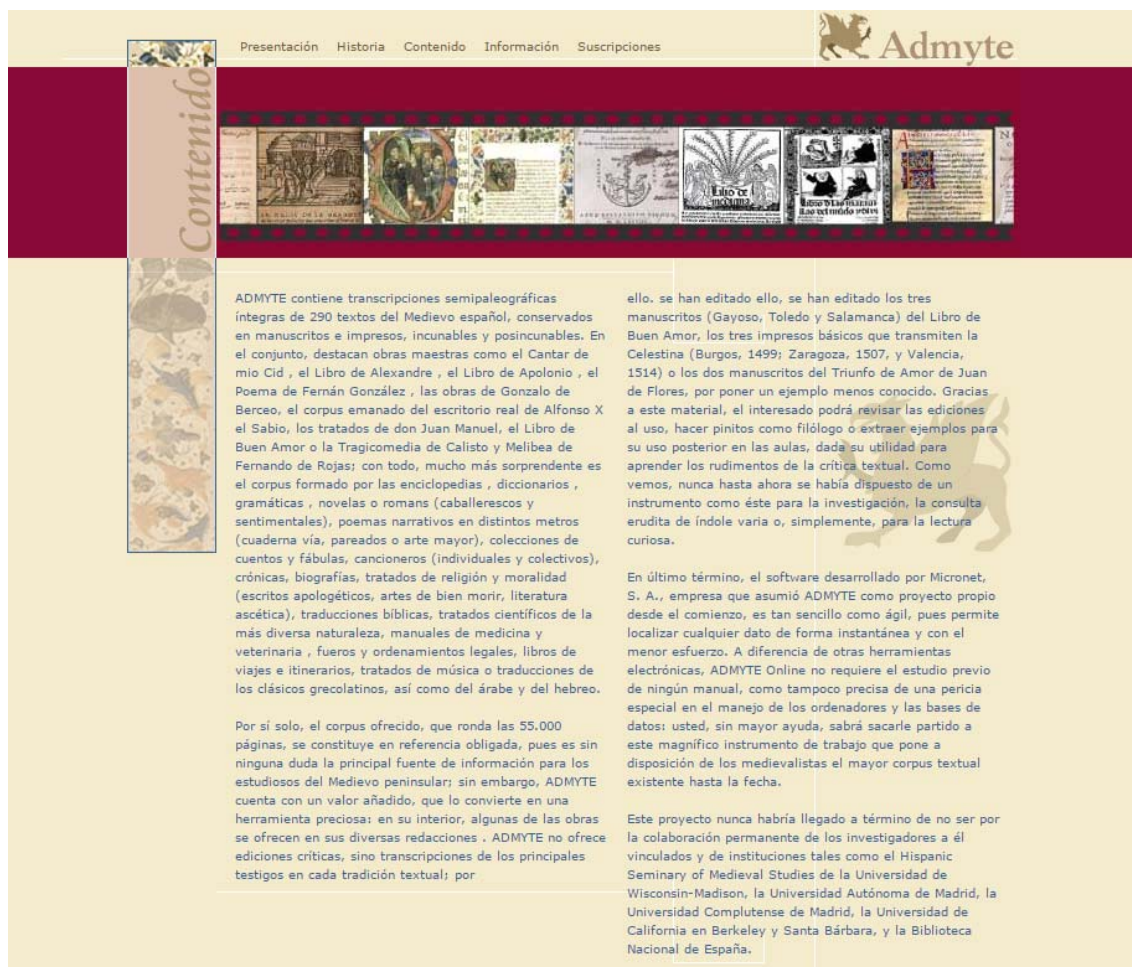 Presentación Historia Contenido Información Suscripciones
Admyte
Contenido
Libro de
medicina
ADMYTE contiene transcripciones semipaleográficas
íntegras de 290 textos del Medievo español, conservados
en manuscritos e impresos, incunables y posincunables. En
el conjunto, destacan obras maestras como el Cantar de
mio Cid , el Libro de Alexandre , el Libro de Apolonio , el
Poema de Fernán González , las obras de Gonzalo de
Berceo, el corpus emanado del escritorio real de Alfonso X
el Sabio, los tratados de don Juan Manuel, el Libro de
Buen Amor o la Tragicomedia de Calisto y Melibea de
Fernando de Rojas; con todo, mucho más sorprendente es
el corpus formado por las enciclopedias , diccionarios ,
gramáticas , novelas o romans (caballerescos y
sentimentales), poemas narrativos en distintos metros
(cuaderna vía, pareados o arte mayor), colecciones de
cuentos y fábulas, cancioneros (individuales y colectivos),
crónicas, biografías, tratados de religión y moralidad
(escritos apologéticos, artes de bien morir, literatura
ascética), traducciones bíblicas, tratados científicos de la
más diversa naturaleza, manuales de medicina y
veterinaria , fueros y ordenamientos legales, libros de
viajes e itinerarios, tratados de música o traducciones de
los clásicos grecolatinos, así como del árabe y del hebreo.
Por sí solo, el corpus ofrecido, que ronda las 55.000
páginas, se constituye en referencia obligada, pues es sin
ninguna duda la principal fuente de información para los
estudiosos del Medievo peninsular; sin embargo, ADMYTE
cuenta con un valor añadido, que lo convierte en una
herramienta preciosa: en su interior, algunas de las obras
se ofrecen en sus diversas redacciones . ADMYTE no ofrece
ediciones críticas, sino transcripciones de los principales
testigos en cada tradición textual; por
ello. se han editado ello, se han editado los tres
manuscritos (Gayoso, Toledo y Salamanca) del Libro de
Buen Amor, los tres impresos básicos que transmiten la
Celestina (Burgos, 1499; Zaragoza, 1507, y Valencia,
1514) o los dos manuscritos del Triunfo de Amor de Juan
de Flores, por poner un ejemplo menos conocido. Gracias
a este material, el interesado podrá revisar las ediciones
al uso, hacer pinitos como filólogo o extraer ejemplos para
su uso posterior en las aulas, dada su utilidad para
aprender los rudimentos de la crítica textual. Como
vemos, nunca hasta ahora se había dispuesto de un
instrumento como éste para la investigación, la consulta
erudita de índole varia o, simplemente, para la lectura
curiosa.
En último término, el software desarrollado por Micronet,
S. A., empresa que asumió ADMYTE como proyecto propio
desde el comienzo, es tan sencillo como ágil, pues permite
localizar cualquier dato de forma instantánea y con el
menor esfuerzo. A diferencia de otras herramientas
electrónicas, ADMYTE Online no requiere el estudio previo
de ningún manual, como tampoco precisa de una pericia
especial en el manejo de los ordenadores y las bases de
datos: usted, sin mayor ayuda, sabrá sacarle partido a
este magnífico instrumento de trabajo que pone a
disposición de los medievalistas el mayor corpus textual
existente hasta la fecha.
Este proyecto nunca habría llegado a término de no ser por
la colaboración permanente de los investigadores a él
vinculados y de instituciones tales como el Hispanic
Seminary of Medieval Studies de la Universidad de
Wisconsin-Madison, la Universidad Autónoma de Madrid, la
Universidad Complutense de Madrid, la Universidad de
California en Berkeley y Santa Bárbara, y la Biblioteca
Nacional de España.